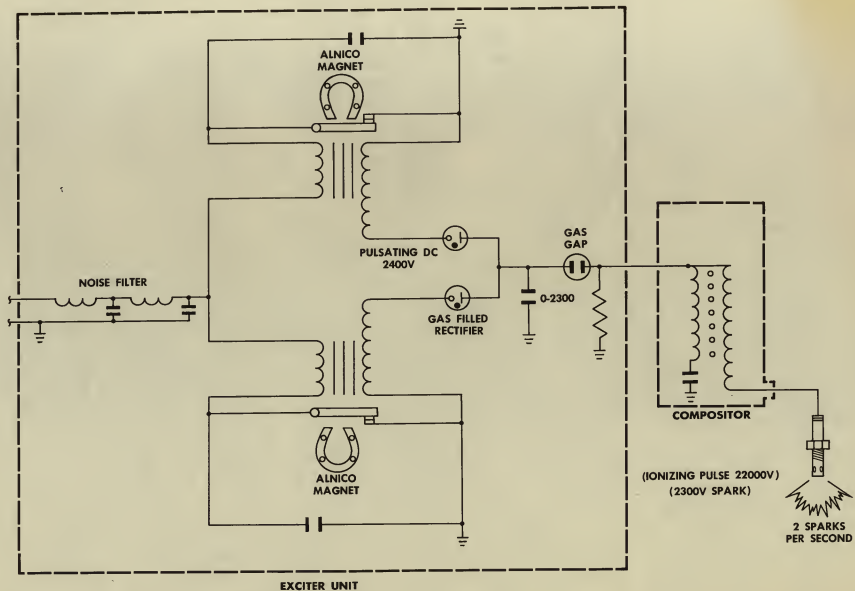 ALNICO
MAGNET
PULSATING DC
2400V
GAS
GAP
NOISE FILTER
0-2300
GAS FILLED
RECTIFIER
COMPOSITOR
ALNICO
MAGNET
(IONIZING PULSE 22000V)
(2300V SPARK)
2 SPARKS
PER SECOND
EXCITER UNIT